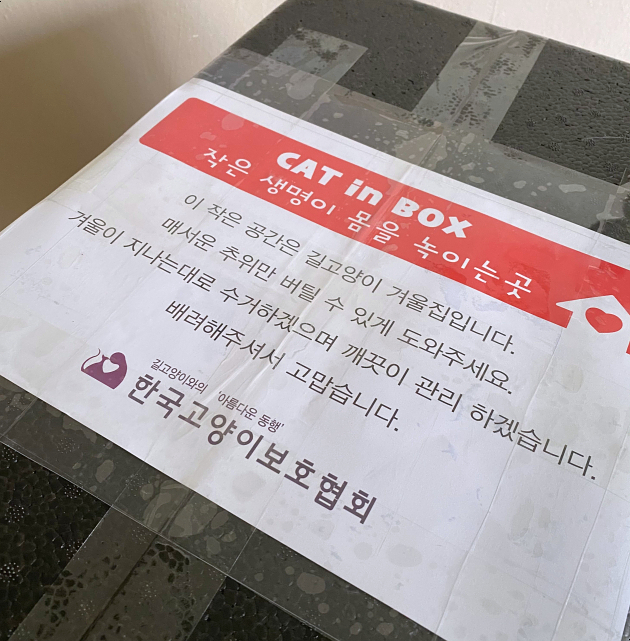 CAT in BOX
작은 생명이 몸을 녹이는 곳
이 작은 공간은 길고양이 겨울집입니다.
매서운 추위만 버틸 수 있게 도와주세요.
겨울이 지나는대로 수거하겠으며 깨끗이 관리 하겠습니다.
배려해주셔서 고맙습니다.
길고양이와의 '아름다운 동행'
한국고양이보호협회